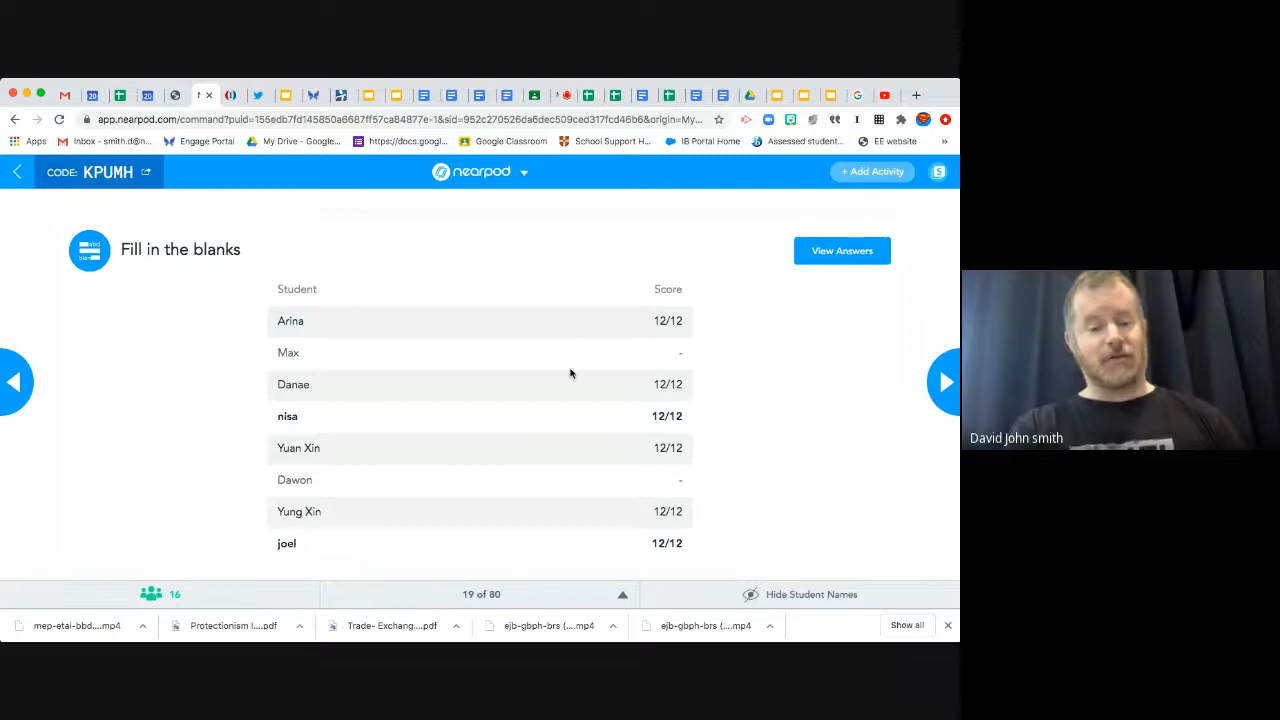 app.nearpod.com/command?puid=155edb7fd145850a6687ff57ca84877e-1&sid=952c270526da6dec509ced317fcd46b6&origin=My...
Apps
Inbox - smith.d@n...
Engage Portal
My Drive - Google...
https://docs.googl...
Google Classroom
School Support H...
IB Portal Home
Assessed student...
EE website
»
CODE: KPUMH
nearpod
+ Add Activity
S
Fill in the blanks
View Answers
Student Score
Arina 12/12
Max -
Danae 12/12
nisa 12/12
Yuan Xin 12/12
Dawon -
Yung Xin 12/12
joel 12/12
16
19 of 80
Hide Student Names
mep-etai-bbd....mp4
Protectionism I....pdf
Trade- Exchang....pdf
ejb-gbph-brs (....mp4
ejb-gbph-brs (....mp4
Show all
David John smith